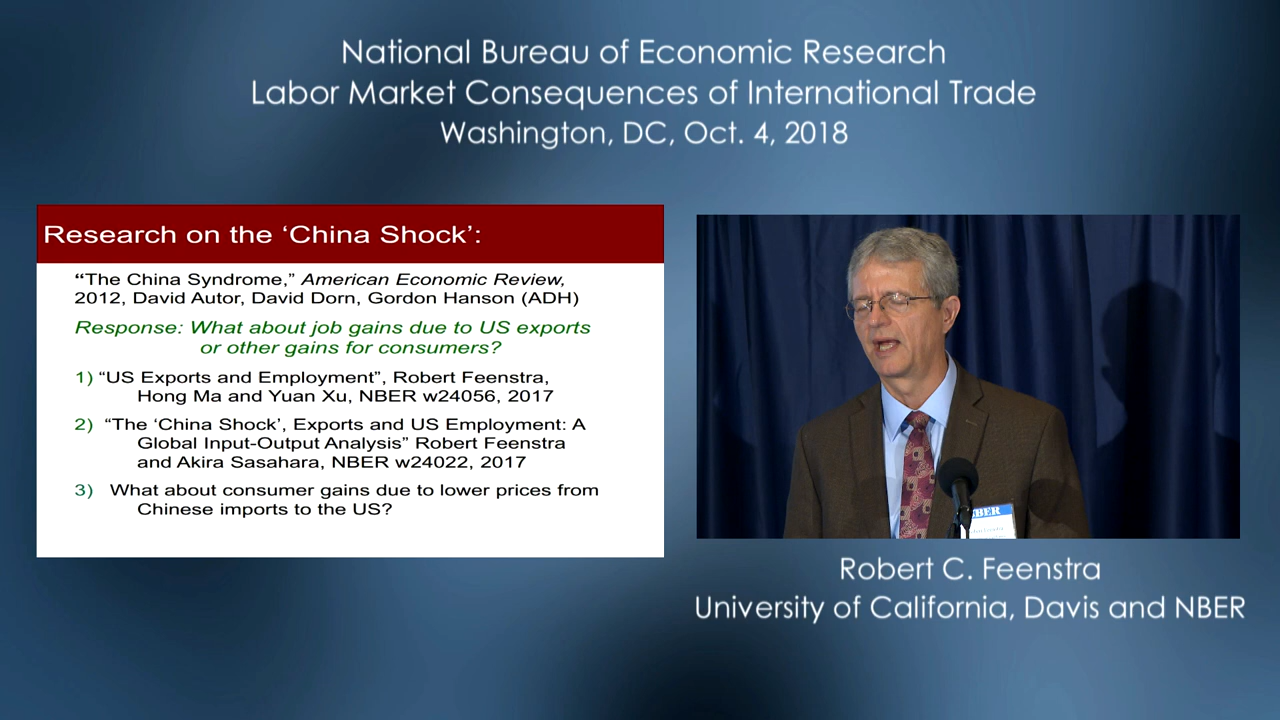 National Bureau of Economic Research
Labor Market Consequences of International Trade
Washington, DC, Oct. 4, 2018
Research on the ‘China Shock’:
“The China Syndrome,” American Economic Review,
2012, David Autor, David Dorn, Gordon Hanson (ADH)
Response: What about job gains due to US exports
or other gains for consumers?
1) “US Exports and Employment”, Robert Feenstra,
Hong Ma and Yuan Xu, NBER w24056, 2017
2) “The ‘China Shock’, Exports and US Employment: A
Global Input-Output Analysis” Robert Feenstra
and Akira Sasahara, NBER w24022, 2017
3) What about consumer gains due to lower prices from
Chinese imports to the US?
Robert C. Feenstra
University of California, Davis and NBER